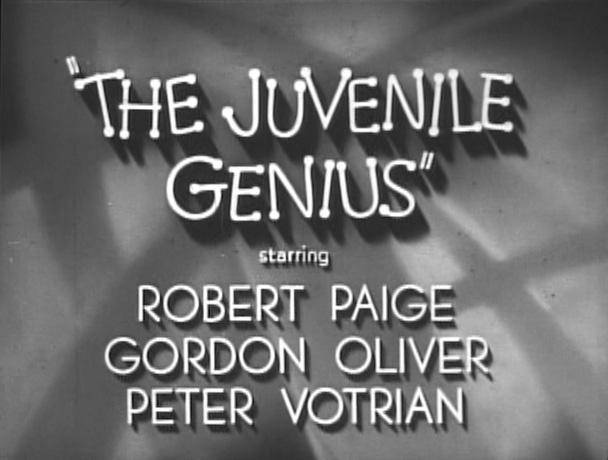 "THE JUVENILE
GENIUS"
starring
ROBERT PAIGE
GORDON OLIVER
PETER VOTRIAN